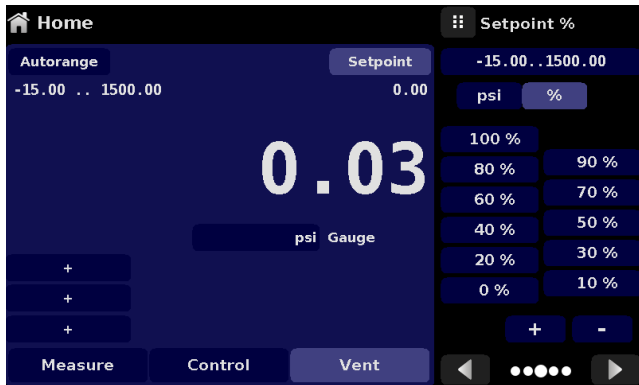 Home
Autorange
Setpoint
-15.00 .. 1500.00
0.00
0.03
psi Gauge
+
+
+
Measure
Control
Vent
Setpoint %
-15.00..1500.00
psi
%
100 %
90 %
80 %
70 %
60 %
50 %
40 %
30 %
20 %
10 %
0 %
+
-